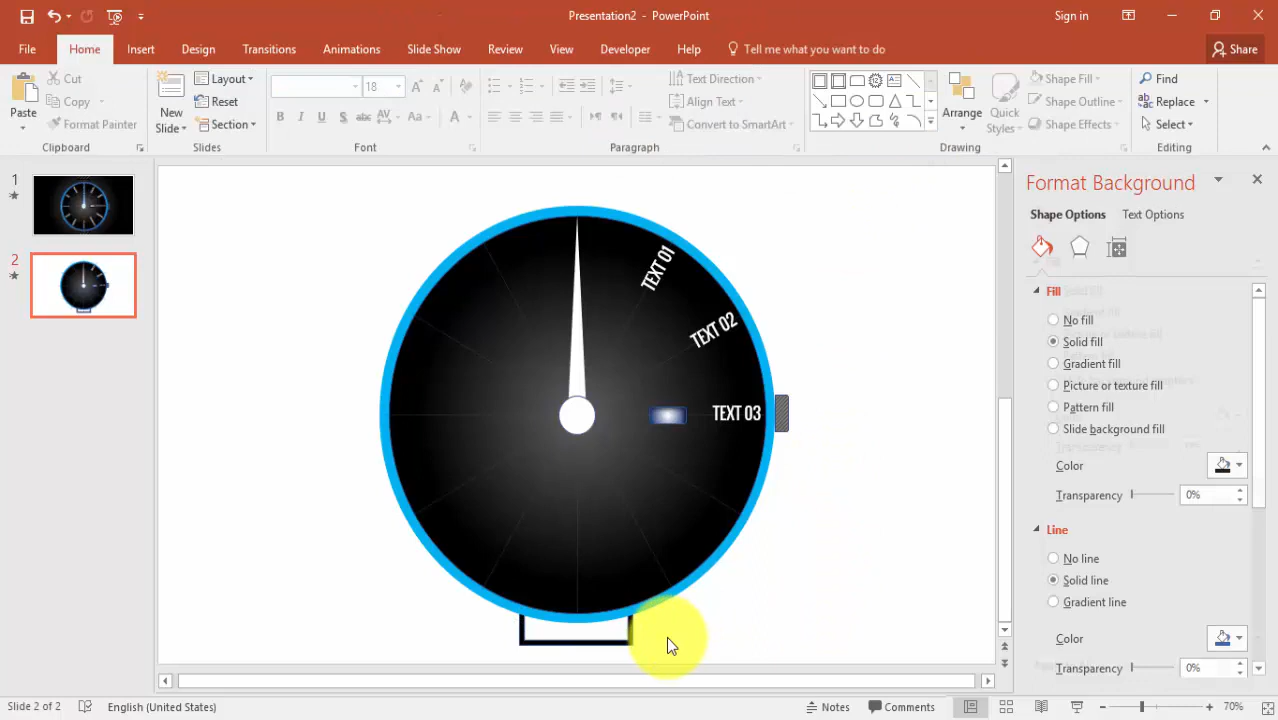 Presentation2 - PowerPoint
Sign in
File Home Insert Design Transitions Animations Slide Show Review View Developer Help Tell me what you want to do Share
Paste
Cut
Copy
Format Painter
Clipboard
New Slide
Layout
Reset
Section
Slides
18
B I U S abc AV Aa A
Font
Text Direction
Align Text
Convert to SmartArt
Paragraph
Arrange
Quick Styles
Shape Fill
Shape Outline
Shape Effects
Drawing
Find
Replace
Select
Editing
1
2
TEXT 01
TEXT 02
TEXT 03
Format Background
Shape Options Text Options
Fill
No fill
Solid fill
Gradient fill
Picture or texture fill
Pattern fill
Slide background fill
Color
Transparency 0%
Line
No line
Solid line
Gradient line
Color
Transparency 0%
Slide 2 of 2 English (United States) Notes Comments 70%